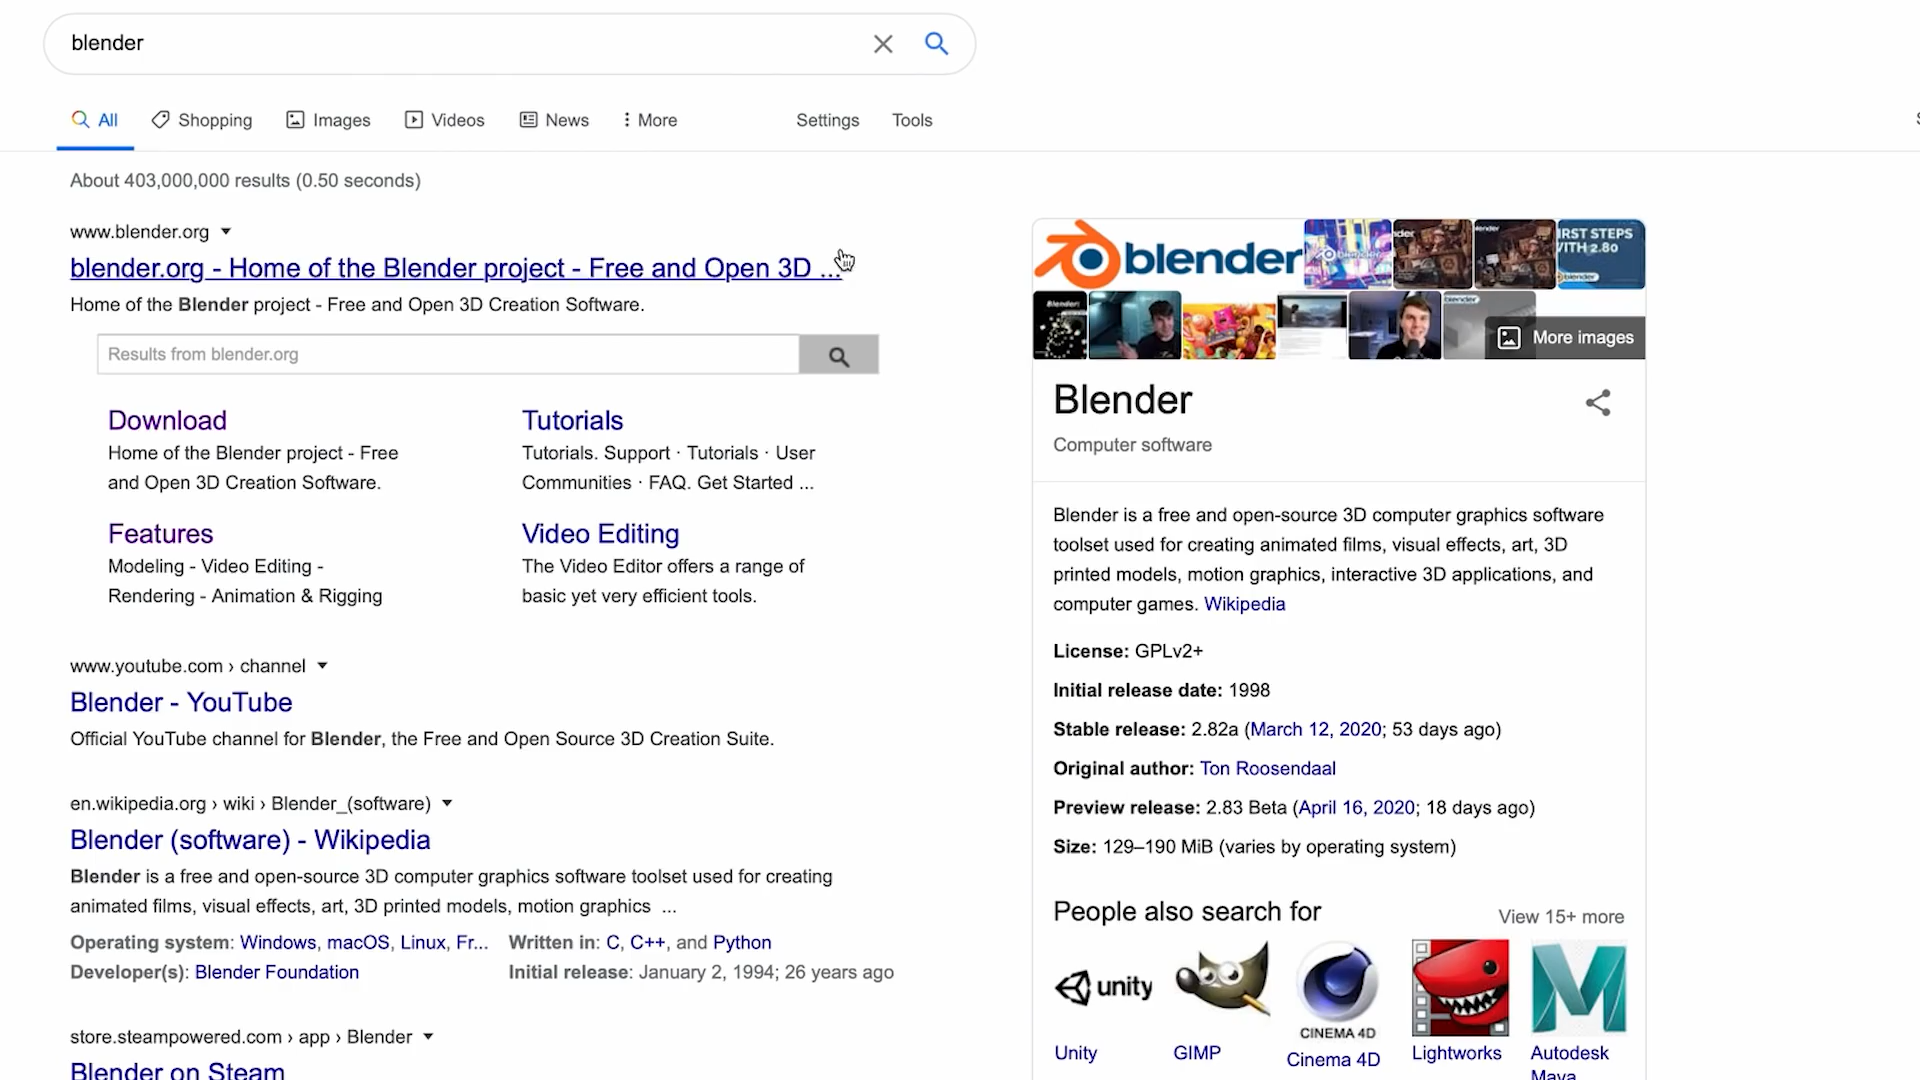 blender
All
Shopping
Images
Videos
News
More
Settings
Tools
About 403,000,000 results (0.50 seconds)
www.blender.org
blender.org - Home of the Blender project - Free and Open 3D ...
Home of the Blender project - Free and Open 3D Creation Software.
Results from blender.org
Download
Home of the Blender project - Free
and Open 3D Creation Software.
Tutorials
Tutorials. Support · Tutorials · User
Communities · FAQ. Get Started ...
Features
Modeling - Video Editing -
Rendering - Animation & Rigging
Video Editing
The Video Editor offers a range of
basic yet very efficient tools.
www.youtube.com › channel
Blender - YouTube
Official YouTube channel for Blender, the Free and Open Source 3D Creation Suite.
en.wikipedia.org › wiki › Blender_(software)
Blender (software) - Wikipedia
Blender is a free and open-source 3D computer graphics software toolset used for creating
animated films, visual effects, art, 3D printed models, motion graphics ...
Operating system: Windows, macOS, Linux, Fr... Written in: C, C++, and Python
Developer(s): Blender Foundation Initial release: January 2, 1994; 26 years ago
store.steampowered.com › app › Blender
Blender on Steam
blender
IRST STEPS
WITH 2.80
blender
More images
Blender
Computer software
Blender is a free and open-source 3D computer graphics software
toolset used for creating animated films, visual effects, art, 3D
printed models, motion graphics, interactive 3D applications, and
computer games. Wikipedia
License: GPLv2+
Initial release date: 1998
Stable release: 2.82a (March 12, 2020; 53 days ago)
Original author: Ton Roosendaal
Preview release: 2.83 Beta (April 16, 2020; 18 days ago)
Size: 129–190 MiB (varies by operating system)
People also search for
View 15+ more
unity
CINEMA 4D
Unity
GIMP
Cinema 4D
Lightworks
Autodesk
Maya